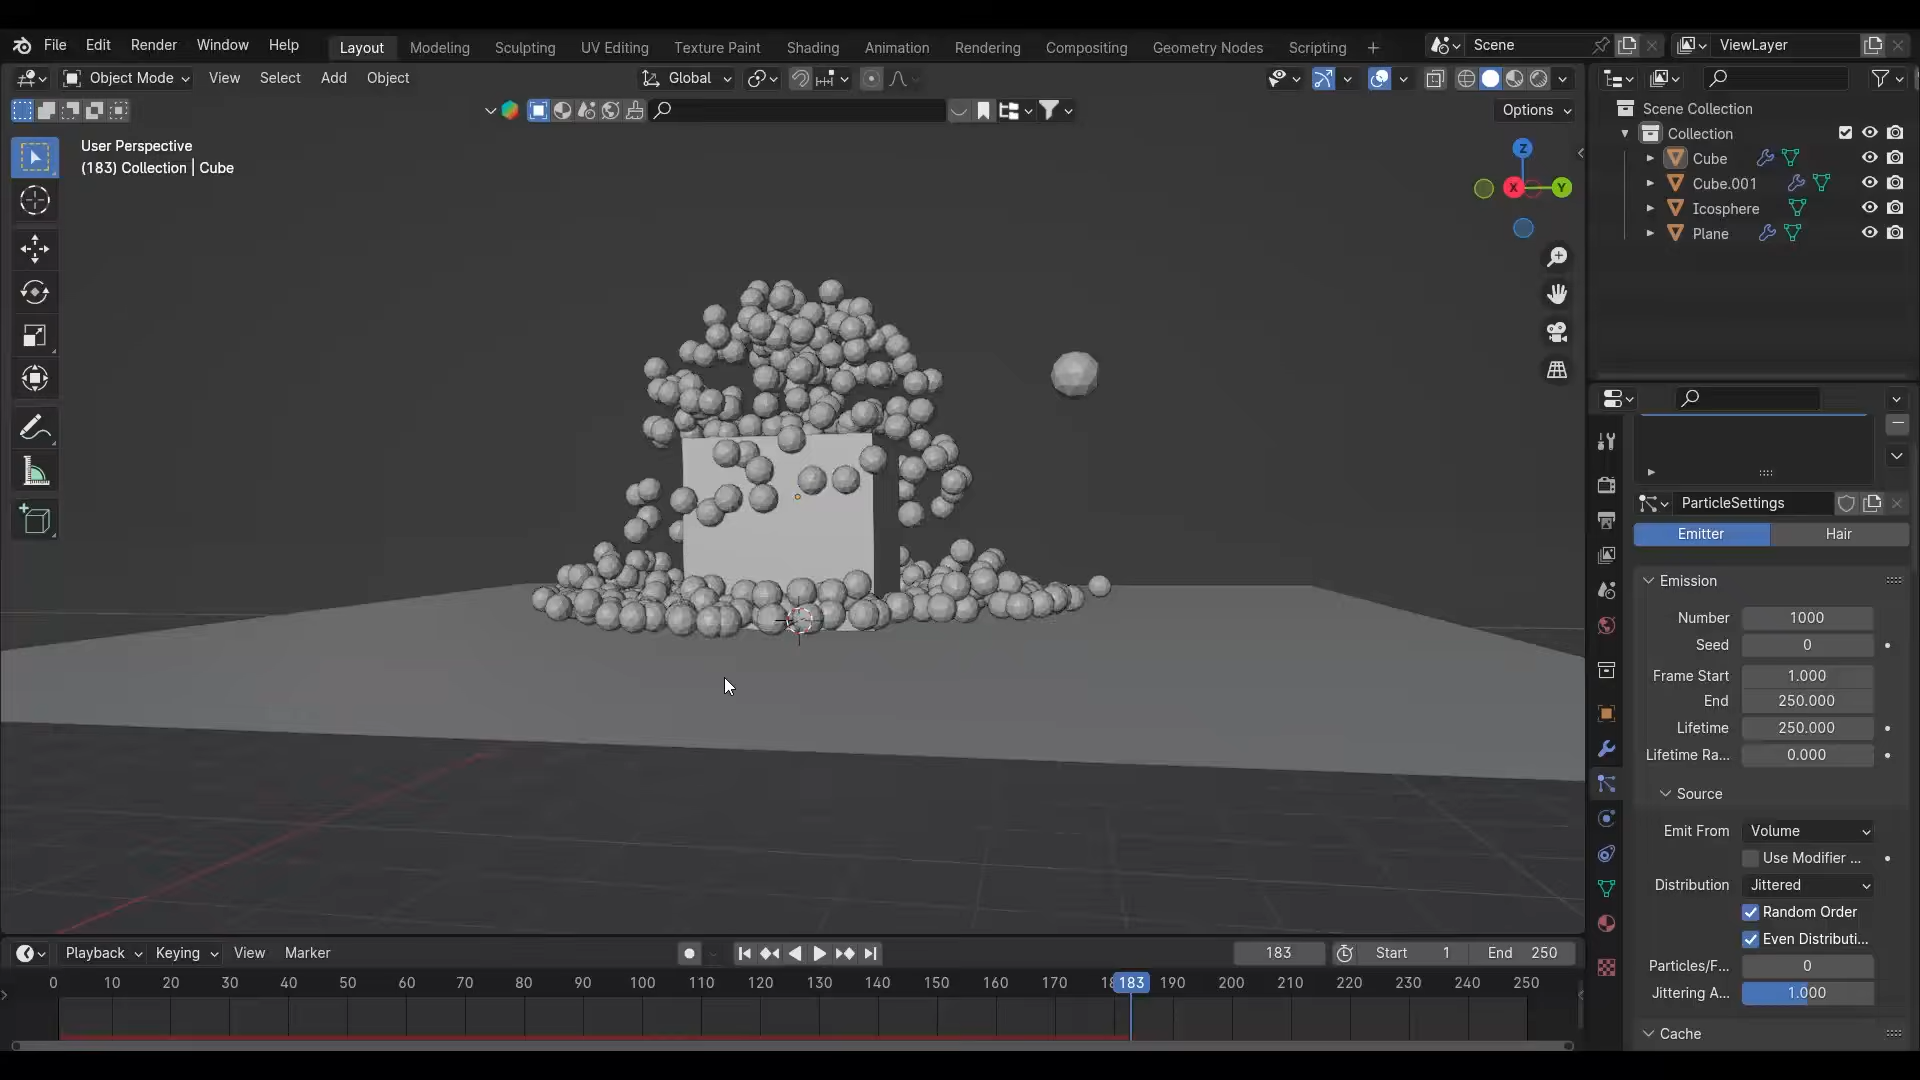 File Edit Render Window Help Layout Modeling Sculpting UV Editing Texture Paint Shading Animation Rendering Compositing Geometry Nodes Scripting + Scene ViewLayer
Object Mode View Select Add Object Global
Options
User Perspective
(183) Collection | Cube
Z
X Y
Scene Collection
Collection
Cube
Cube.001
Icosphere
Plane
ParticleSettings
Emitter Hair
Emission
Number 1000
Seed 0
Frame Start 1.000
End 250.000
Lifetime 250.000
Lifetime Ra... 0.000
Source
Emit From Volume
Use Modifier ...
Distribution Jittered
Random Order
Even Distributi...
Particles/F... 0
Jittering A... 1.000
Cache
Playback Keying View Marker 183 Start 1 End 250
0 10 20 30 40 50 60 70 80 90 100 110 120 130 140 150 160 170 183 190 200 210 220 230 240 250